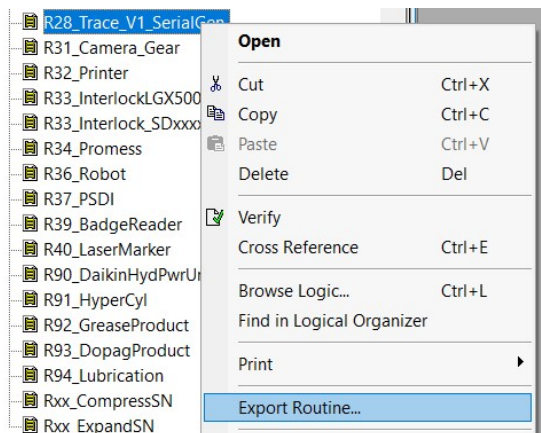 R28_Trace_V1_SerialGen
R31_Camera_Gear
R32_Printer
R33_InterlockLGX500
R33_Interlock_SDxxxx
R34_Promess
R36_Robot
R37_PSDI
R39_BadgeReader
R40_LaserMarker
R90_DaikinHydPwrUr
R91_HyperCyl
R92_GreaseProduct
R93_DopagProduct
R94_Lubrication
Rxx_CompressSN
Rxx_ExpandSN
Open
Cut Ctrl+X
Copy Ctrl+C
Paste Ctrl+V
Delete Del
Verify
Cross Reference Ctrl+E
Browse Logic... Ctrl+L
Find in Logical Organizer
Print
Export Routine...